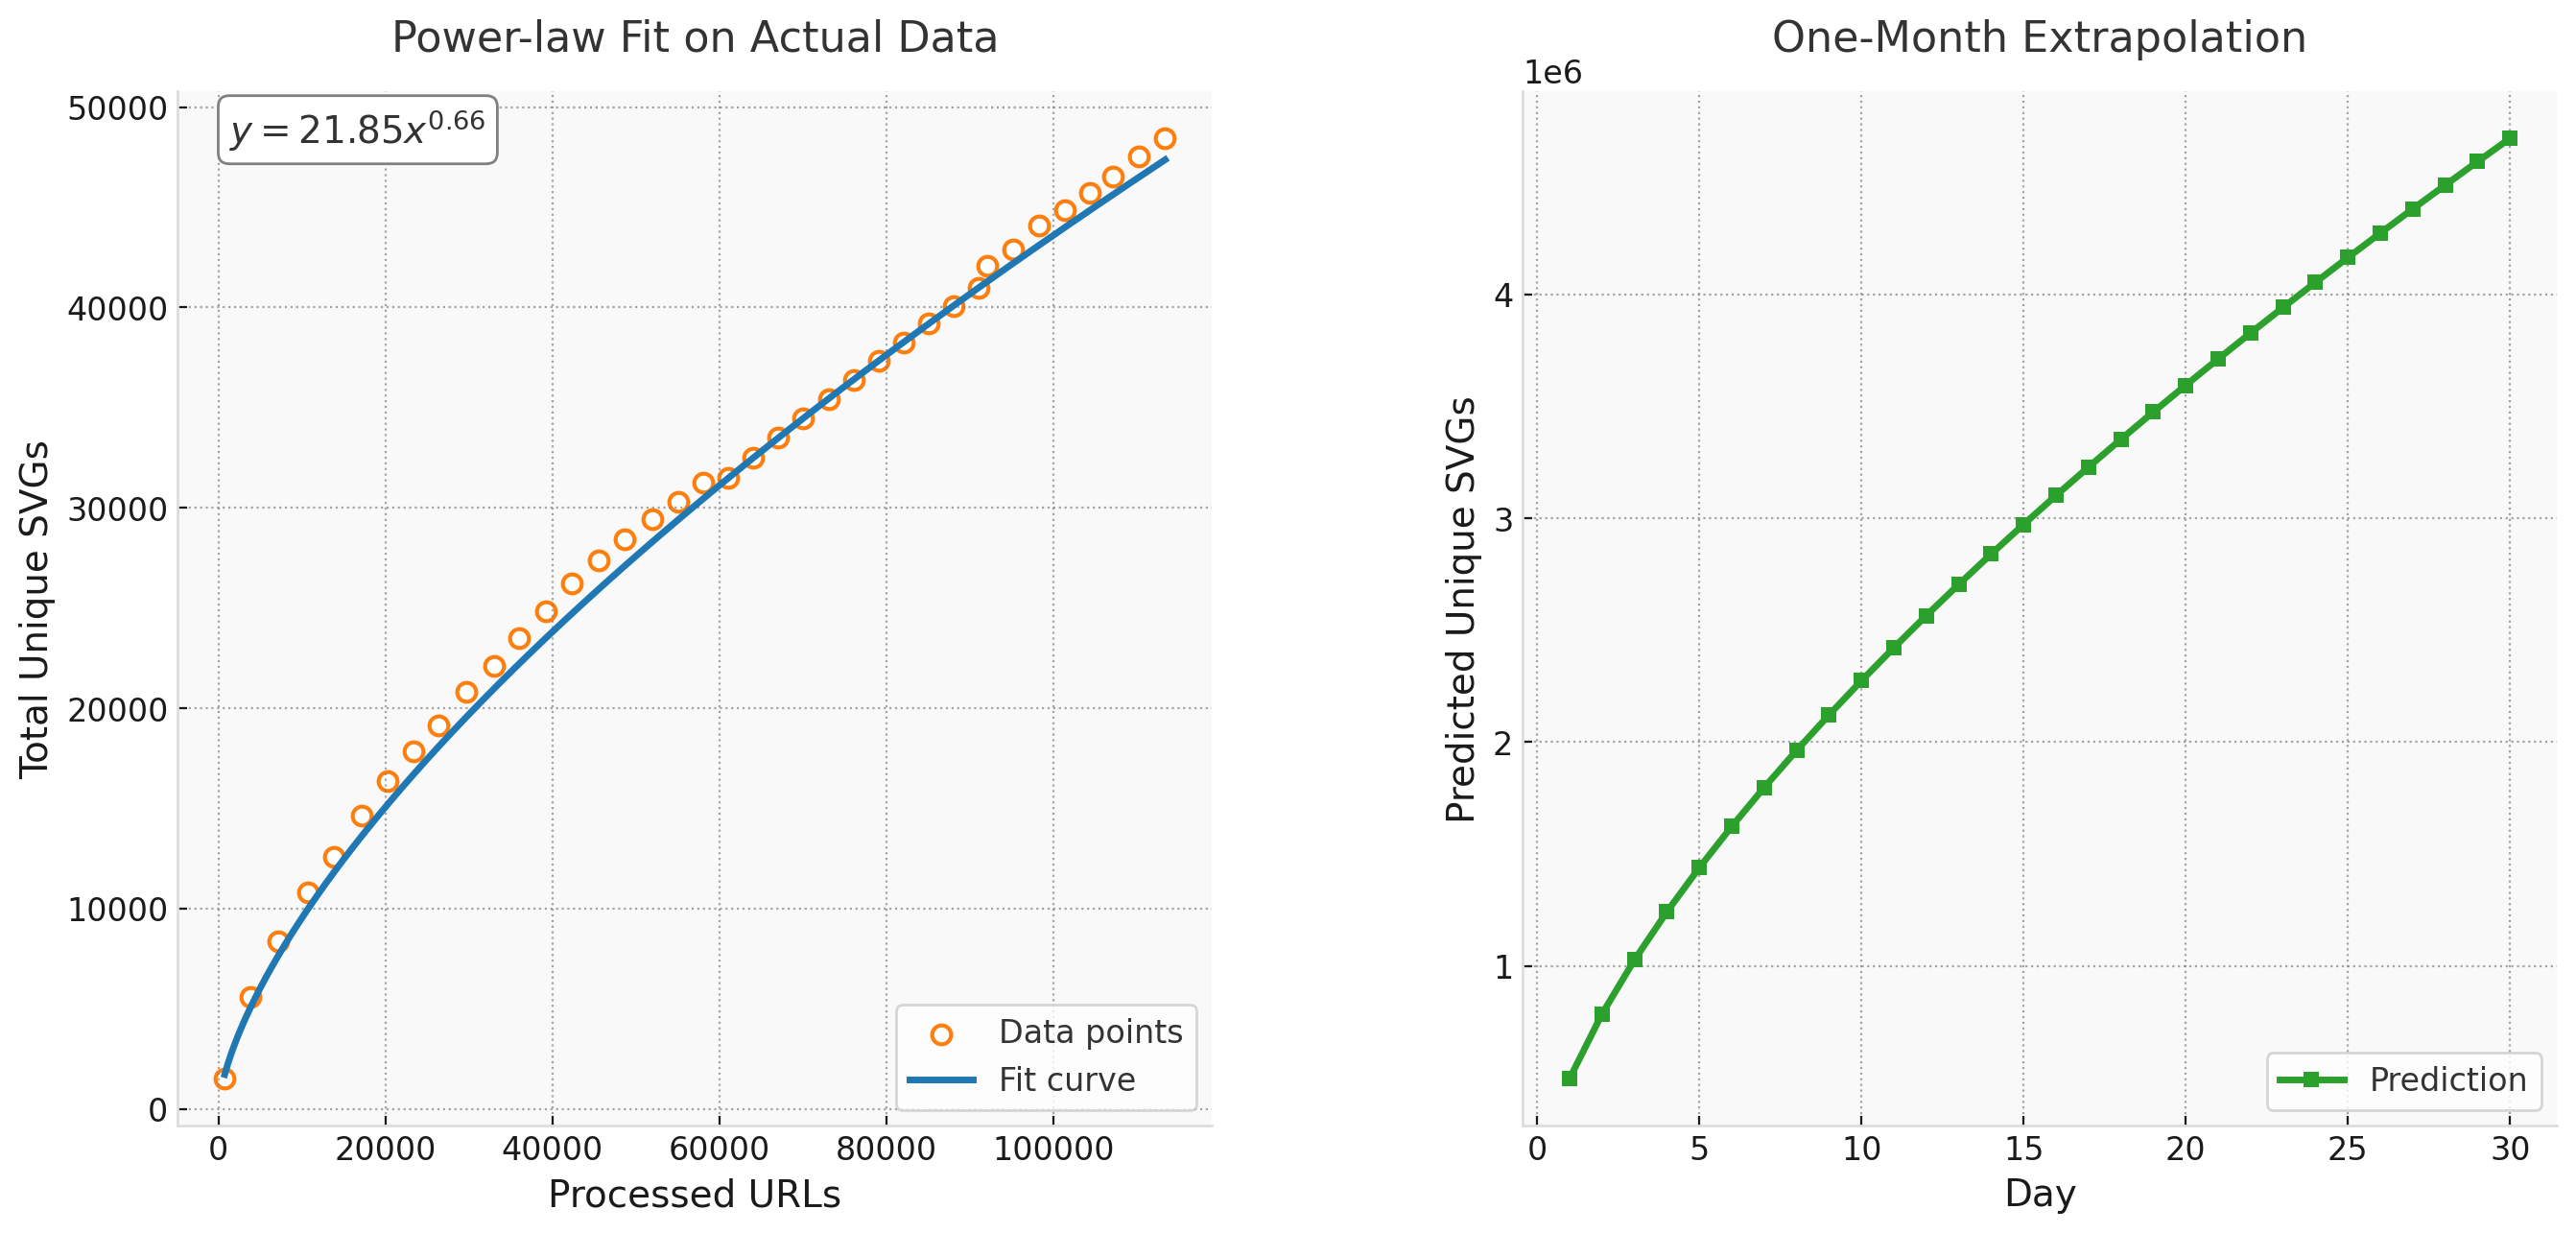 Power-law Fit on Actual Data
50000
40000
30000
20000
10000
0
Total Unique SVGs
y = 21.85x^0.66
Data points
Fit curve
0 20000 40000 60000 80000 100000
Processed URLs
One-Month Extrapolation
1e6
4
3
2
1
Predicted Unique SVGs
Prediction
0 5 10 15 20 25 30
Day